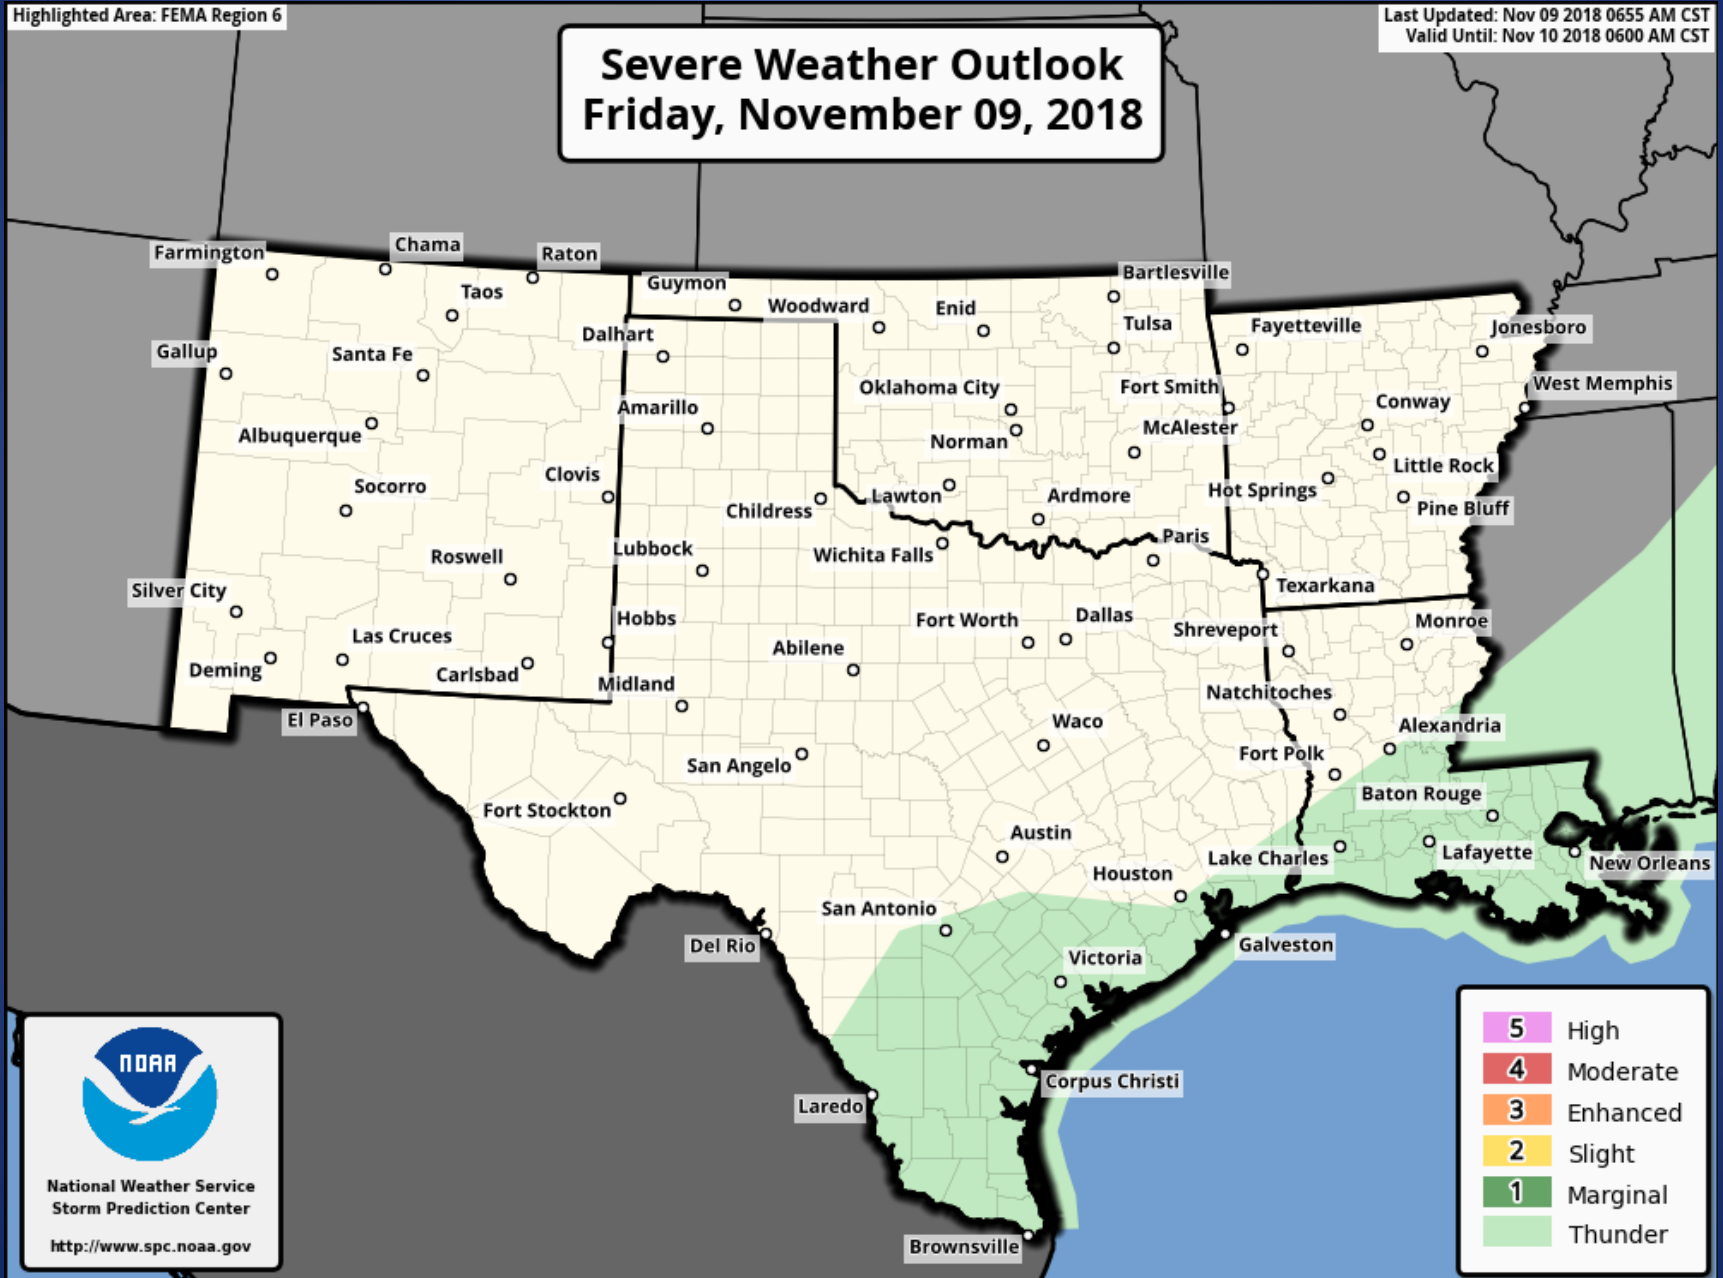 Highlighted Area: FEMA Region 6
Last Updated: Nov 09 2018 0655 AM CST
Valid Until: Nov 10 2018 0600 AM CST
Severe Weather Outlook
Friday, November 09, 2018
Farmington
Chama
Raton
Taos
Guymon
Woodward
Enid
Bartlesville
Tulsa
Fayetteville
Jonesboro
Dalhart
Gallup
Santa Fe
Oklahoma City
Fort Smith
West Memphis
Conway
Amarillo
Albuquerque
Norman
McAlester
Little Rock
Clovis
Socorro
Childress
Lawton
Ardmore
Hot Springs
Pine Bluff
Roswell
Lubbock
Wichita Falls
Paris
Texarkana
Silver City
Hobbs
Fort Worth
Dallas
Shreveport
Monroe
Las Cruces
Abilene
Deming
Carlsbad
Midland
Natchitoches
El Paso
Waco
Alexandria
San Angelo
Fort Polk
Baton Rouge
Fort Stockton
Austin
Lake Charles
Lafayette
New Orleans
Houston
San Antonio
Del Rio
Victoria
Galveston
Corpus Christi
Laredo
Brownsville
NOAA
National Weather Service
Storm Prediction Center
http://www.spc.noaa.gov
5 High
4 Moderate
3 Enhanced
2 Slight
1 Marginal
Thunder